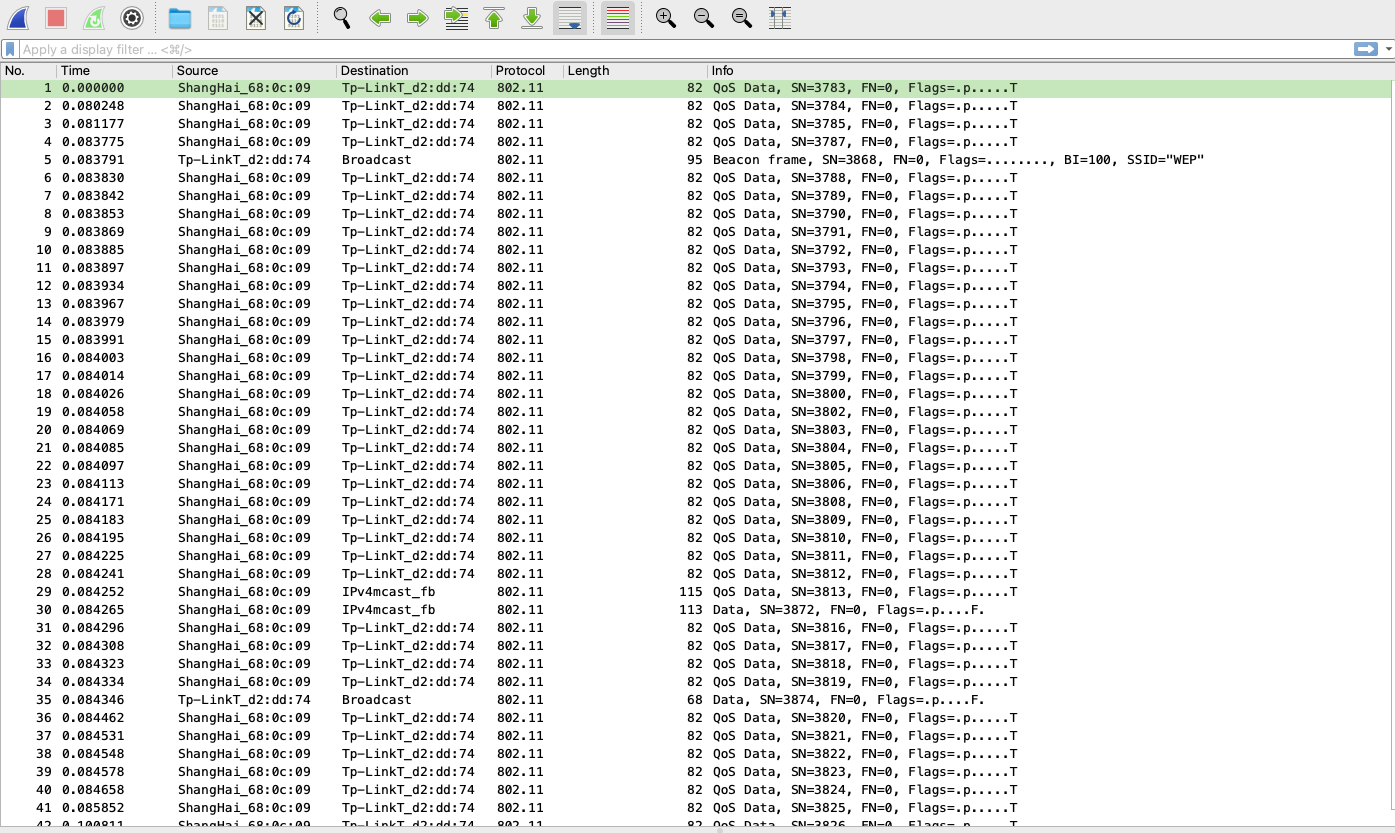 Apply a display filter ... <⌘/>
No. Time Source Destination Protocol Length Info
1 0.000000 ShangHai_68:0c:09 Tp-LinkT_d2:dd:74 802.11 82 QoS Data, SN=3783, FN=0, Flags=.p.....T
2 0.080248 ShangHai_68:0c:09 Tp-LinkT_d2:dd:74 802.11 82 QoS Data, SN=3784, FN=0, Flags=.p.....T
3 0.081177 ShangHai_68:0c:09 Tp-LinkT_d2:dd:74 802.11 82 QoS Data, SN=3785, FN=0, Flags=.p.....T
4 0.083775 ShangHai_68:0c:09 Tp-LinkT_d2:dd:74 802.11 82 QoS Data, SN=3787, FN=0, Flags=.p.....T
5 0.083791 Tp-LinkT_d2:dd:74 Broadcast 802.11 95 Beacon frame, SN=3868, FN=0, Flags=........, BI=100, SSID="WEP"
6 0.083830 ShangHai_68:0c:09 Tp-LinkT_d2:dd:74 802.11 82 QoS Data, SN=3788, FN=0, Flags=.p.....T
7 0.083842 ShangHai_68:0c:09 Tp-LinkT_d2:dd:74 802.11 82 QoS Data, SN=3789, FN=0, Flags=.p.....T
8 0.083853 ShangHai_68:0c:09 Tp-LinkT_d2:dd:74 802.11 82 QoS Data, SN=3790, FN=0, Flags=.p.....T
9 0.083869 ShangHai_68:0c:09 Tp-LinkT_d2:dd:74 802.11 82 QoS Data, SN=3791, FN=0, Flags=.p.....T
10 0.083885 ShangHai_68:0c:09 Tp-LinkT_d2:dd:74 802.11 82 QoS Data, SN=3792, FN=0, Flags=.p.....T
11 0.083897 ShangHai_68:0c:09 Tp-LinkT_d2:dd:74 802.11 82 QoS Data, SN=3793, FN=0, Flags=.p.....T
12 0.083934 ShangHai_68:0c:09 Tp-LinkT_d2:dd:74 802.11 82 QoS Data, SN=3794, FN=0, Flags=.p.....T
13 0.083967 ShangHai_68:0c:09 Tp-LinkT_d2:dd:74 802.11 82 QoS Data, SN=3795, FN=0, Flags=.p.....T
14 0.083979 ShangHai_68:0c:09 Tp-LinkT_d2:dd:74 802.11 82 QoS Data, SN=3796, FN=0, Flags=.p.....T
15 0.083991 ShangHai_68:0c:09 Tp-LinkT_d2:dd:74 802.11 82 QoS Data, SN=3797, FN=0, Flags=.p.....T
16 0.084003 ShangHai_68:0c:09 Tp-LinkT_d2:dd:74 802.11 82 QoS Data, SN=3798, FN=0, Flags=.p.....T
17 0.084014 ShangHai_68:0c:09 Tp-LinkT_d2:dd:74 802.11 82 QoS Data, SN=3799, FN=0, Flags=.p.....T
18 0.084026 ShangHai_68:0c:09 Tp-LinkT_d2:dd:74 802.11 82 QoS Data, SN=3800, FN=0, Flags=.p.....T
19 0.084058 ShangHai_68:0c:09 Tp-LinkT_d2:dd:74 802.11 82 QoS Data, SN=3802, FN=0, Flags=.p.....T
20 0.084069 ShangHai_68:0c:09 Tp-LinkT_d2:dd:74 802.11 82 QoS Data, SN=3803, FN=0, Flags=.p.....T
21 0.084085 ShangHai_68:0c:09 Tp-LinkT_d2:dd:74 802.11 82 QoS Data, SN=3804, FN=0, Flags=.p.....T
22 0.084097 ShangHai_68:0c:09 Tp-LinkT_d2:dd:74 802.11 82 QoS Data, SN=3805, FN=0, Flags=.p.....T
23 0.084113 ShangHai_68:0c:09 Tp-LinkT_d2:dd:74 802.11 82 QoS Data, SN=3806, FN=0, Flags=.p.....T
24 0.084171 ShangHai_68:0c:09 Tp-LinkT_d2:dd:74 802.11 82 QoS Data, SN=3808, FN=0, Flags=.p.....T
25 0.084183 ShangHai_68:0c:09 Tp-LinkT_d2:dd:74 802.11 82 QoS Data, SN=3809, FN=0, Flags=.p.....T
26 0.084195 ShangHai_68:0c:09 Tp-LinkT_d2:dd:74 802.11 82 QoS Data, SN=3810, FN=0, Flags=.p.....T
27 0.084225 ShangHai_68:0c:09 Tp-LinkT_d2:dd:74 802.11 82 QoS Data, SN=3811, FN=0, Flags=.p.....T
28 0.084241 ShangHai_68:0c:09 Tp-LinkT_d2:dd:74 802.11 82 QoS Data, SN=3812, FN=0, Flags=.p.....T
29 0.084252 ShangHai_68:0c:09 IPv4mcast_fb 802.11 115 QoS Data, SN=3813, FN=0, Flags=.p.....T
30 0.084265 ShangHai_68:0c:09 IPv4mcast_fb 802.11 113 Data, SN=3872, FN=0, Flags=.p....F.
31 0.084296 ShangHai_68:0c:09 Tp-LinkT_d2:dd:74 802.11 82 QoS Data, SN=3816, FN=0, Flags=.p.....T
32 0.084308 ShangHai_68:0c:09 Tp-LinkT_d2:dd:74 802.11 82 QoS Data, SN=3817, FN=0, Flags=.p.....T
33 0.084323 ShangHai_68:0c:09 Tp-LinkT_d2:dd:74 802.11 82 QoS Data, SN=3818, FN=0, Flags=.p.....T
34 0.084334 ShangHai_68:0c:09 Tp-LinkT_d2:dd:74 802.11 82 QoS Data, SN=3819, FN=0, Flags=.p.....T
35 0.084346 Tp-LinkT_d2:dd:74 Broadcast 802.11 68 Data, SN=3874, FN=0, Flags=.p....F.
36 0.084462 ShangHai_68:0c:09 Tp-LinkT_d2:dd:74 802.11 82 QoS Data, SN=3820, FN=0, Flags=.p.....T
37 0.084531 ShangHai_68:0c:09 Tp-LinkT_d2:dd:74 802.11 82 QoS Data, SN=3821, FN=0, Flags=.p.....T
38 0.084548 ShangHai_68:0c:09 Tp-LinkT_d2:dd:74 802.11 82 QoS Data, SN=3822, FN=0, Flags=.p.....T
39 0.084578 ShangHai_68:0c:09 Tp-LinkT_d2:dd:74 802.11 82 QoS Data, SN=3823, FN=0, Flags=.p.....T
40 0.084658 ShangHai_68:0c:09 Tp-LinkT_d2:dd:74 802.11 82 QoS Data, SN=3824, FN=0, Flags=.p.....T
41 0.085852 ShangHai_68:0c:09 Tp-LinkT_d2:dd:74 802.11 82 QoS Data, SN=3825, FN=0, Flags=.p.....T